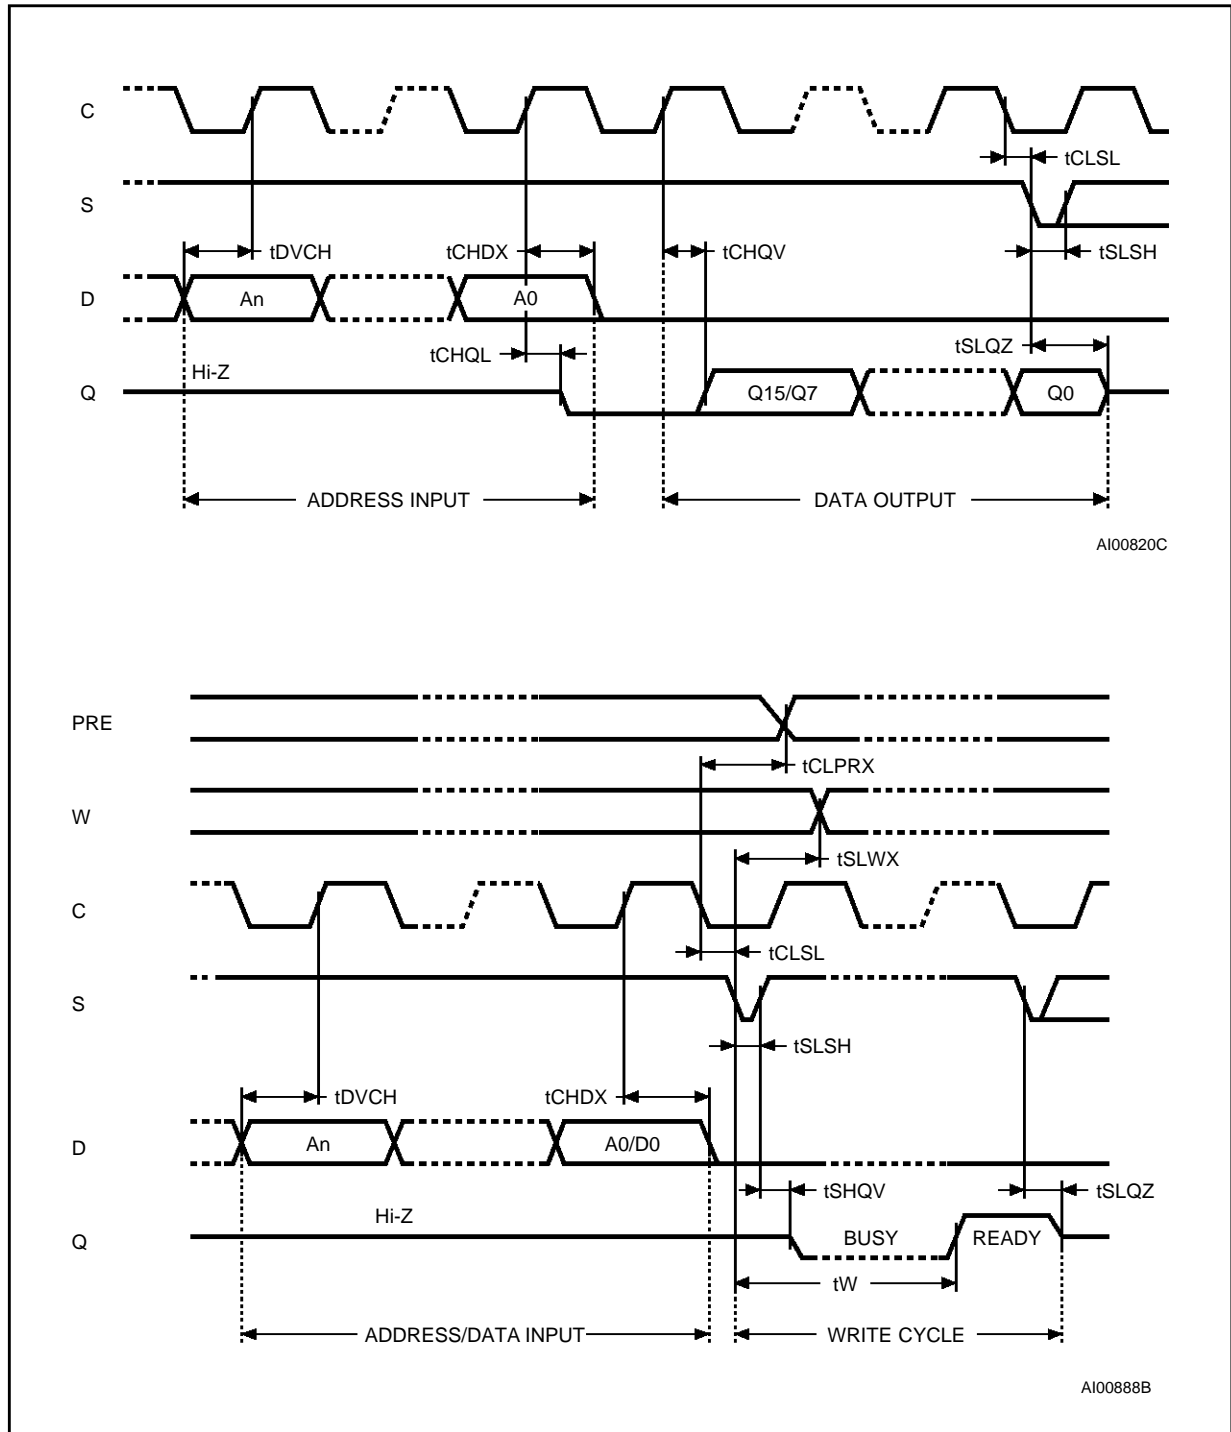 C
tCLSL
S
tDVCH
tCHDX
tCHQV
tSLSH
D
An
A0
tCHQL
tSLQZ
Hi-Z
Q
Q15/Q7
Q0
ADDRESS INPUT
DATA OUTPUT
AI00820C
PRE
tCLPRX
W
tSLWX
C
tCLSL
S
tSLSH
tDVCH
tCHDX
D
An
A0/D0
tSHQV
tSLQZ
Hi-Z
Q
BUSY
READY
tW
ADDRESS/DATA INPUT
WRITE CYCLE
AI00888B